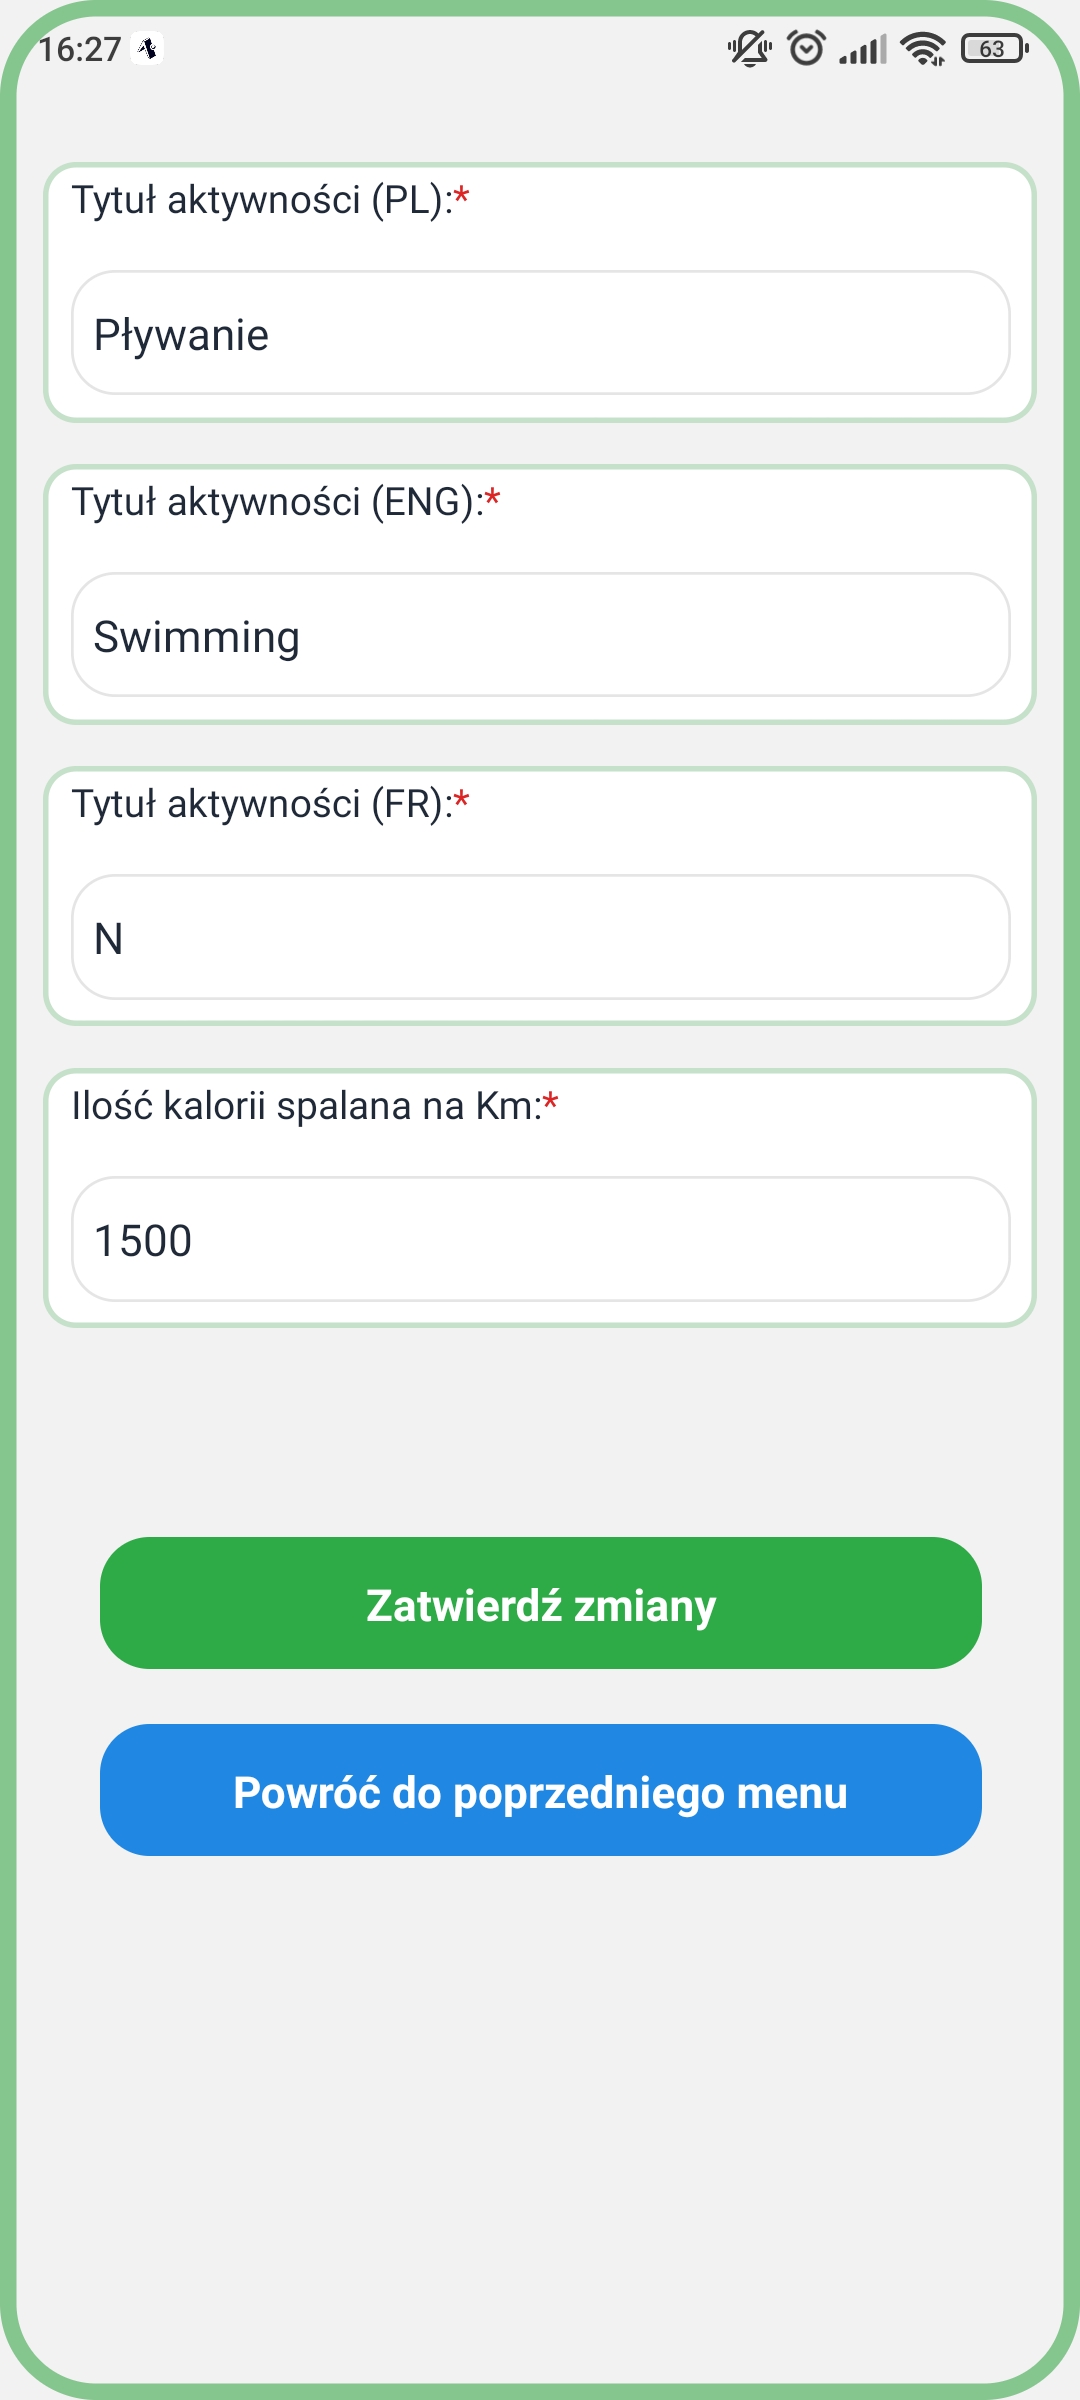 16:27
63
Tytuł aktywności (PL):*
Pływanie
Tytuł aktywności (ENG):*
Swimming
Tytuł aktywności (FR):*
N
Ilość kalorii spalana na Km:*
1500
Zatwierdź zmiany
Powróć do poprzedniego menu